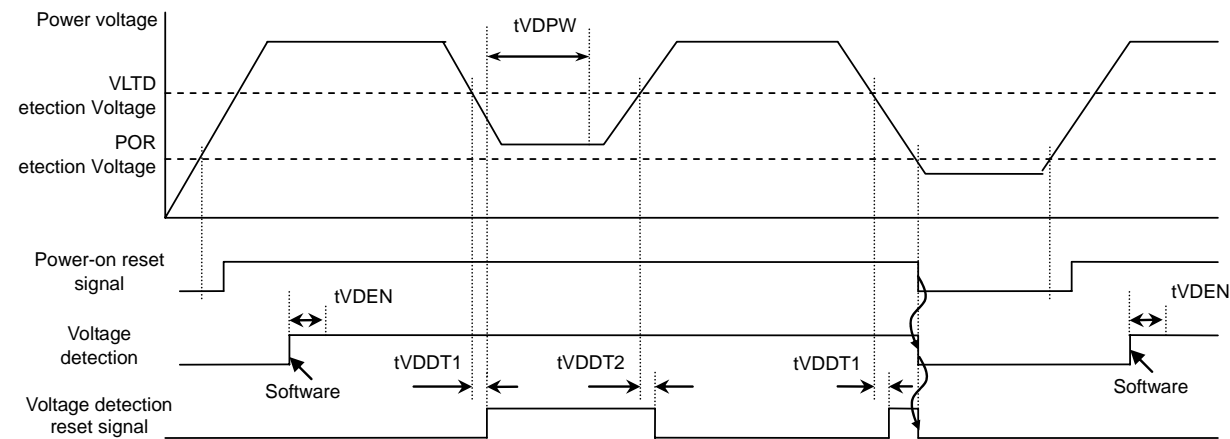 Power voltage
tVDPW
VLTD
etection Voltage
POR
etection Voltage
Power-on reset
signal
tVDEN
tVDEN
Voltage
detection
Software
tVDDT1
tVDDT2
tVDDT1
Software
Voltage detection
reset signal